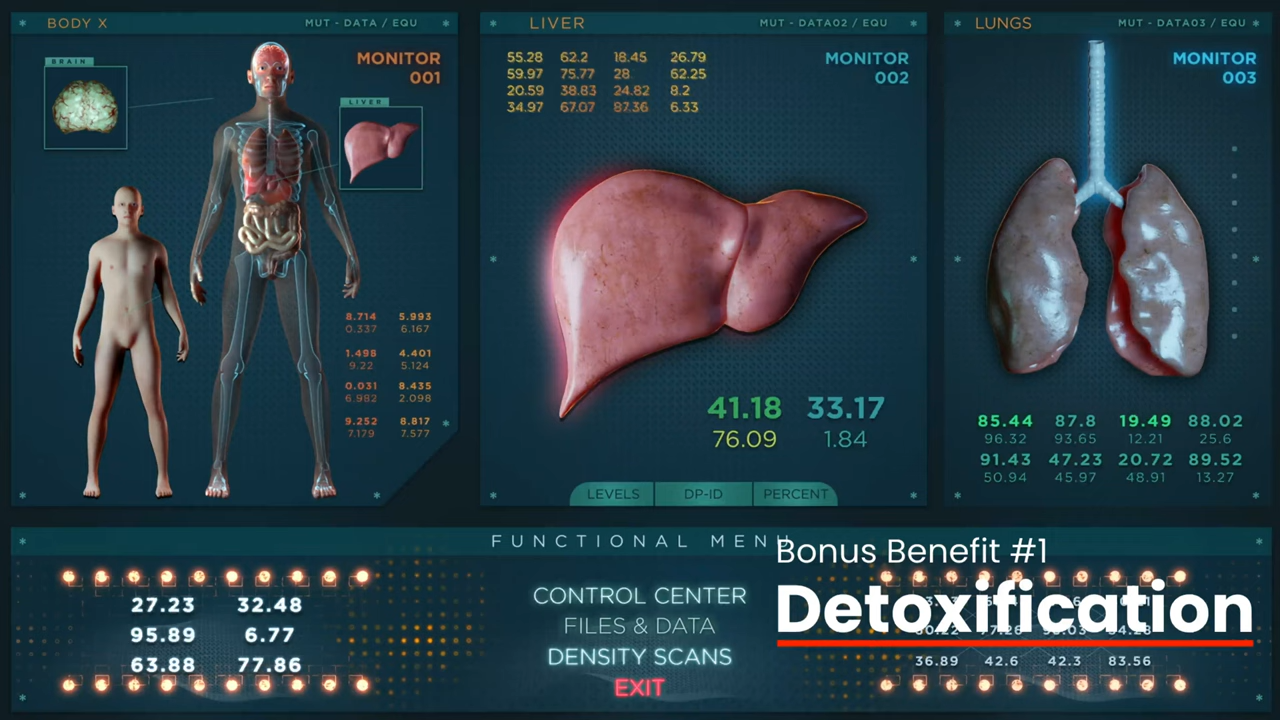 BODY X
MUT - DATA / EQU
MONITOR
001
BRAIN
LIVER
8.714 5.993
0.337 6.167
1.498 4.401
9.22 5.124
0.031 8.435
6.982 2.098
9.252 8.817
7.179 7.577
LIVER
MUT - DATA02 / EQU
55.28 62.2 18.45 26.79
59.97 75.77 28 62.25
20.59 38.83 24.82 8.2
34.97 67.07 87.36 6.33
MONITOR
002
41.18 33.17
76.09 1.84
LEVELS DP-ID PERCENT
LUNGS
MUT - DATA03 / EQU
MONITOR
003
85.44 87.8 19.49 88.02
96.32 93.65 12.21 25.6
91.43 47.23 20.72 89.52
50.94 45.97 48.91 13.27
FUNCTIONAL MENU
27.23 32.48
95.89 6.77
63.88 77.86
CONTROL CENTER
FILES & DATA
DENSITY SCANS
EXIT
Bonus Benefit #1
Detoxification
36.89 42.6 42.3 83.56